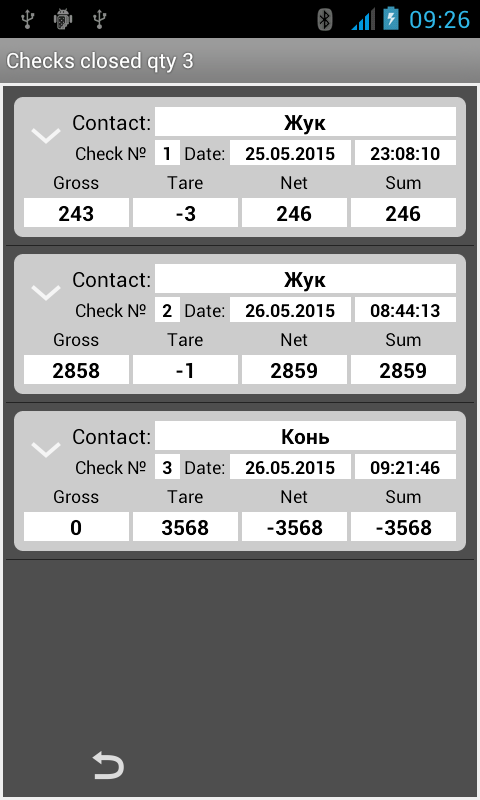 09:26
Checks closed qty 3
Contact: Жук
Check № 1 Date: 25.05.2015 23:08:10
Gross Tare Net Sum
243 -3 246 246
Contact: Жук
Check № 2 Date: 26.05.2015 08:44:13
Gross Tare Net Sum
2858 -1 2859 2859
Contact: Конь
Check № 3 Date: 26.05.2015 09:21:46
Gross Tare Net Sum
0 3568 -3568 -3568